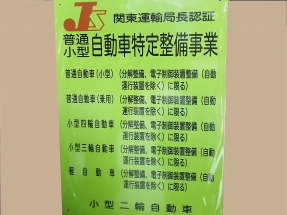 JS 関東運輸局長認証
普通
小型 自動車特定整備事業
普通自動車(小型) (分解整備、電子制御装置整備(自動
運行装置を除く)に限る)
普通自動車(乗用) (分解整備、電子制御装置整備(自動
運行装置を除く)に限る)
小型四輪自動車 (分解整備、電子制御装置整備(自動
運行装置を除く)に限る)
小型三輪自動車 (分解整備、電子制御装置整備(自動
運行装置を除く)に限る)
軽自動車 (分解整備、電子制御装置整備(自動
運行装置を除く)に限る)
小型二輪自動車